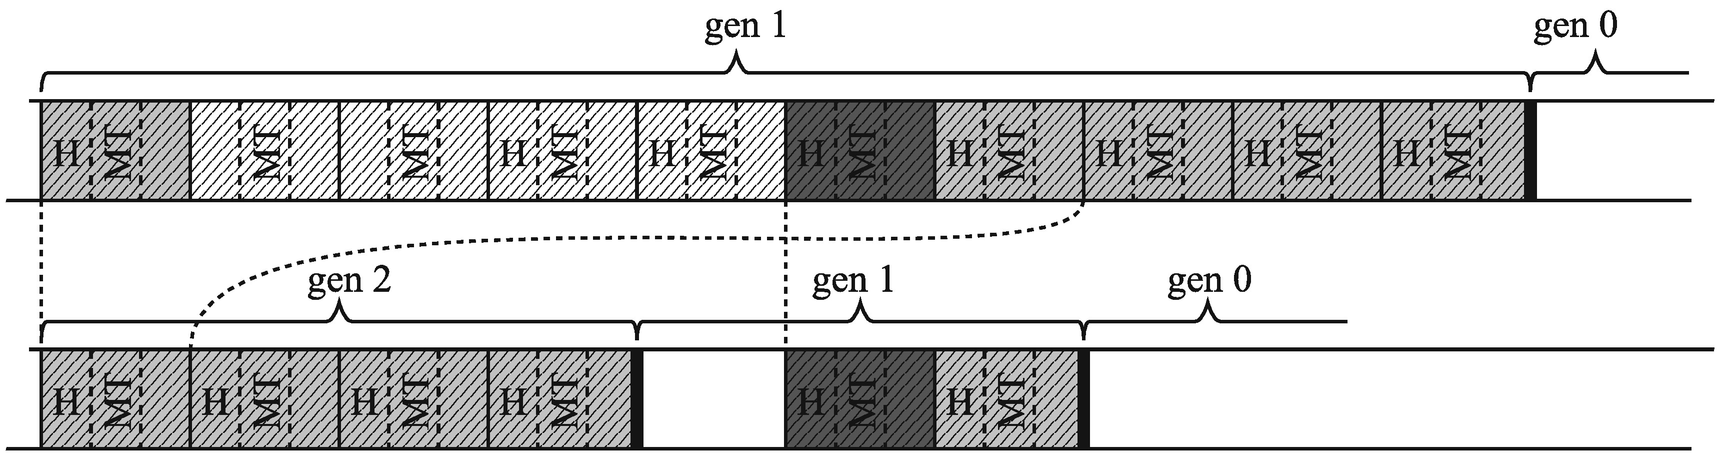 gen 1 gen 0
H MT MT MT H MT H MT H MT H MT H MT H MT H MT
gen 2 gen 1 gen 0
H MT H MT H MT H MT H MT H MT